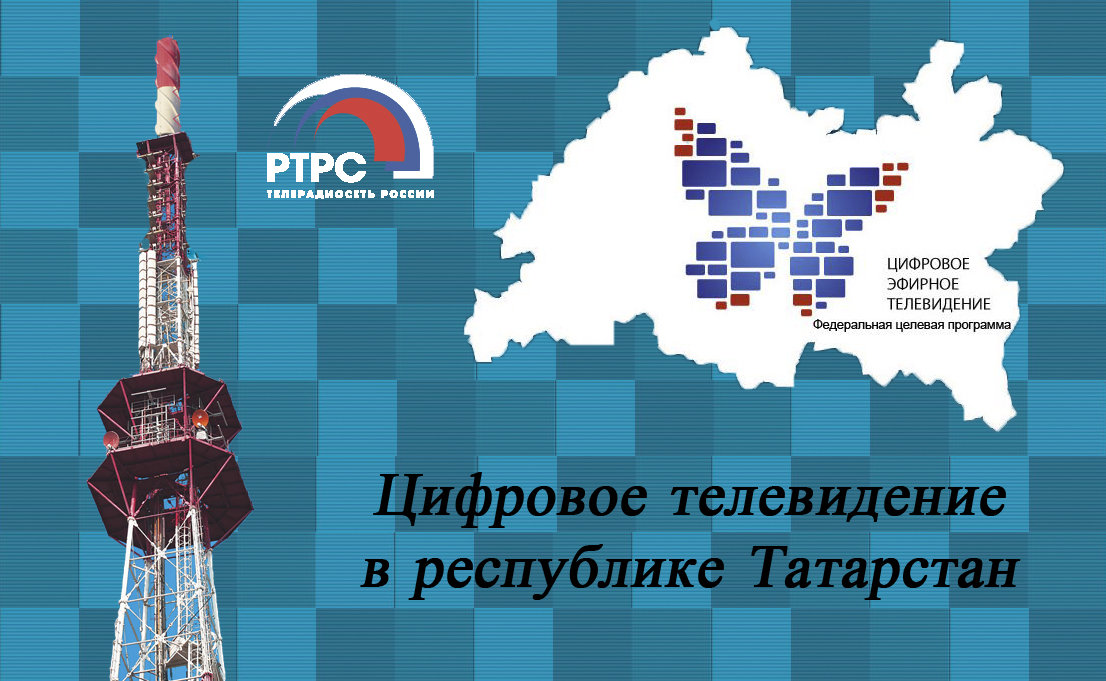 РТРС
ТЕЛЕРАДИОСЕТЬ РОССИИ
ЦИФРОВОЕ
ЭФИРНОЕ
ТЕЛЕВИДЕНИЕ
Федеральная целевая программа
Цифровое телевидение
в республике Татарстан